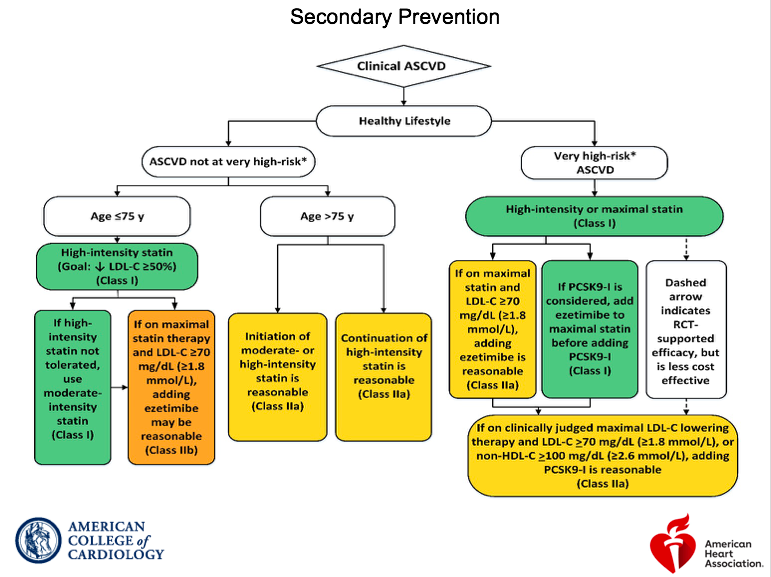 Secondary Prevention
Clinical ASCVD
Healthy Lifestyle
ASCVD not at very high-risk*
Very high-risk*
ASCVD
Age ≤75 y
Age >75 y
High-intensity or maximal statin
(Class I)
High-intensity statin
(Goal: ↓ LDL-C ≥50%)
(Class I)
If high-
intensity
statin not
tolerated,
use
moderate-
intensity
statin
(Class I)
If on maximal
statin therapy
and LDL-C ≥70
mg/dL (≥1.8
mmol/L),
adding
ezetimibe
may be
reasonable
(Class IIb)
Initiation of
moderate- or
high-intensity
statin is
reasonable
(Class IIa)
Continuation of
high-intensity
statin is
reasonable
(Class IIa)
If on maximal
statin and
LDL-C ≥70
mg/dL (≥1.8
mmol/L),
adding
ezetimibe is
reasonable
(Class IIa)
If PCSK9-I is
considered, add
ezetimibe to
maximal statin
before adding
PCSK9-I
(Class I)
Dashed
arrow
indicates
RCT-
supported
efficacy, but
is less cost
effective
If on clinically judged maximal LDL-C lowering
therapy and LDL-C ≥70 mg/dL (≥1.8 mmol/L), or
non-HDL-C ≥100 mg/dL (≥2.6 mmol/L), adding
PCSK9-I is reasonable
(Class IIa)
AMERICAN
COLLEGE of
CARDIOLOGY
American
Heart
Association.